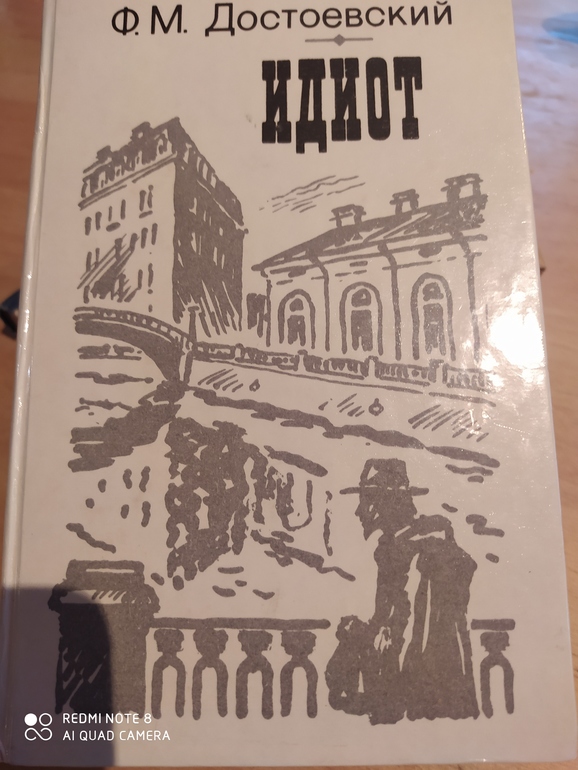 Ф. М. Достоевский
ИДИОТ
REDMI NOTE 8
AI QUAD CAMERA